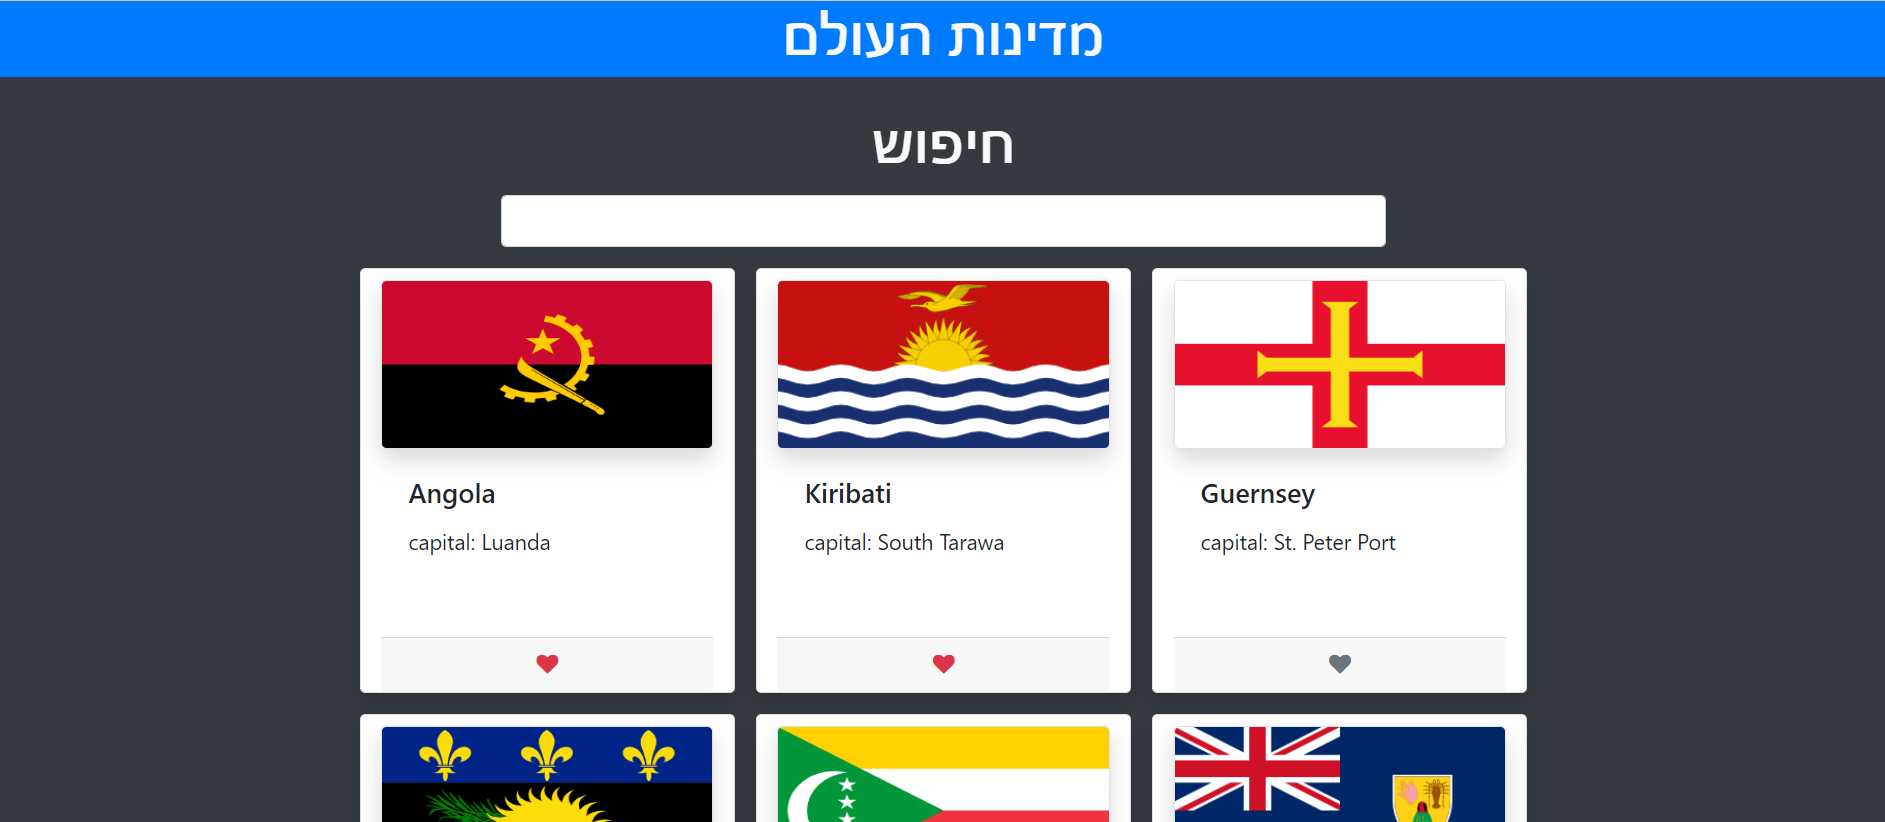 מדינות העולם
חיפוש
Angola
capital: Luanda
Kiribati
capital: South Tarawa
Guernsey
capital: St. Peter Port